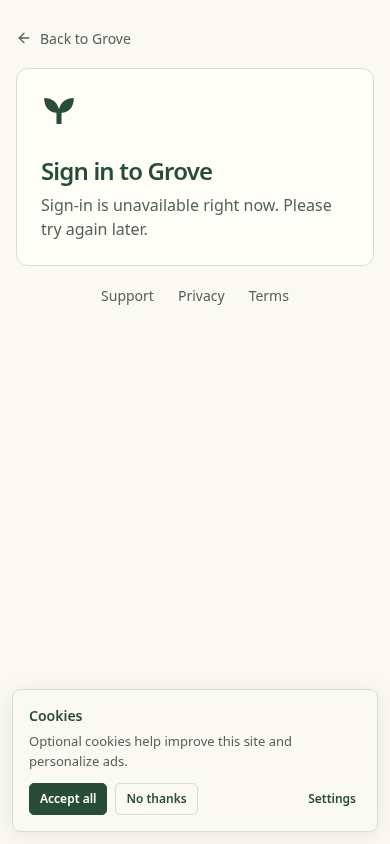 Back to Grove
Sign in to Grove
Sign-in is unavailable right now. Please
try again later.
Support Privacy Terms
Cookies
Optional cookies help improve this site and
personalize ads.
Accept all No thanks Settings